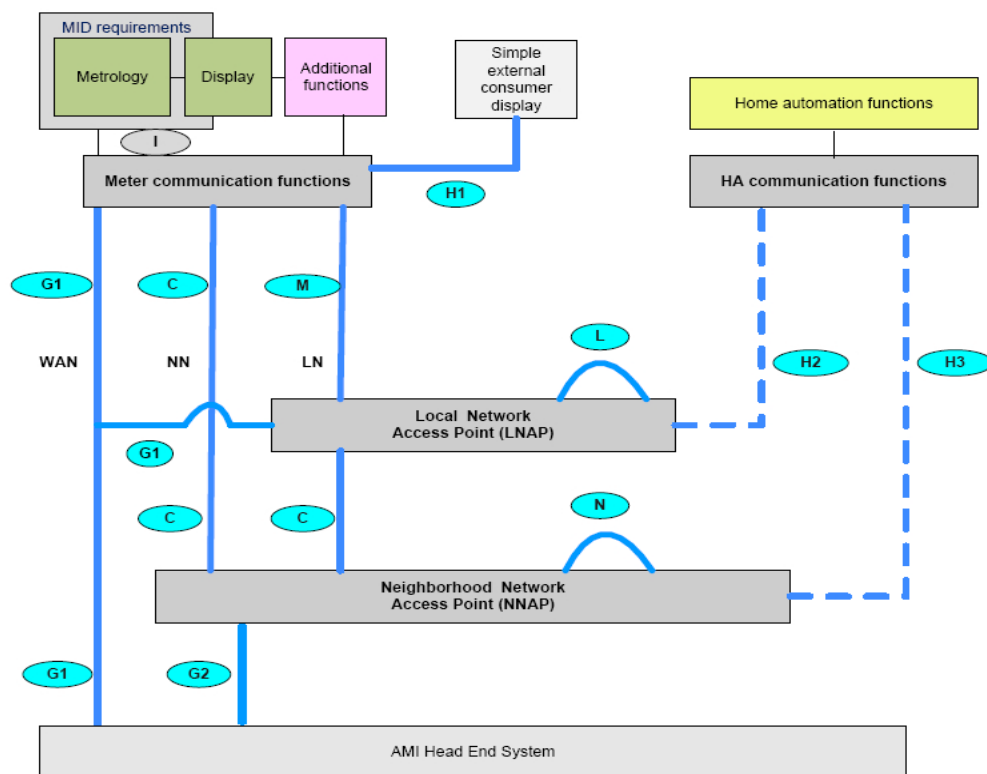 MID requirements
Metrology
Display
Additional
functions
Simple
external
consumer
display
Home automation functions
I
Meter communication functions
H1
HA communication functions
G1
C
M
WAN
NN
LN
L
H2
H3
Local Network
Access Point (LNAP)
G1
C
C
N
Neighborhood Network
Access Point (NNAP)
G1
G2
AMI Head End System